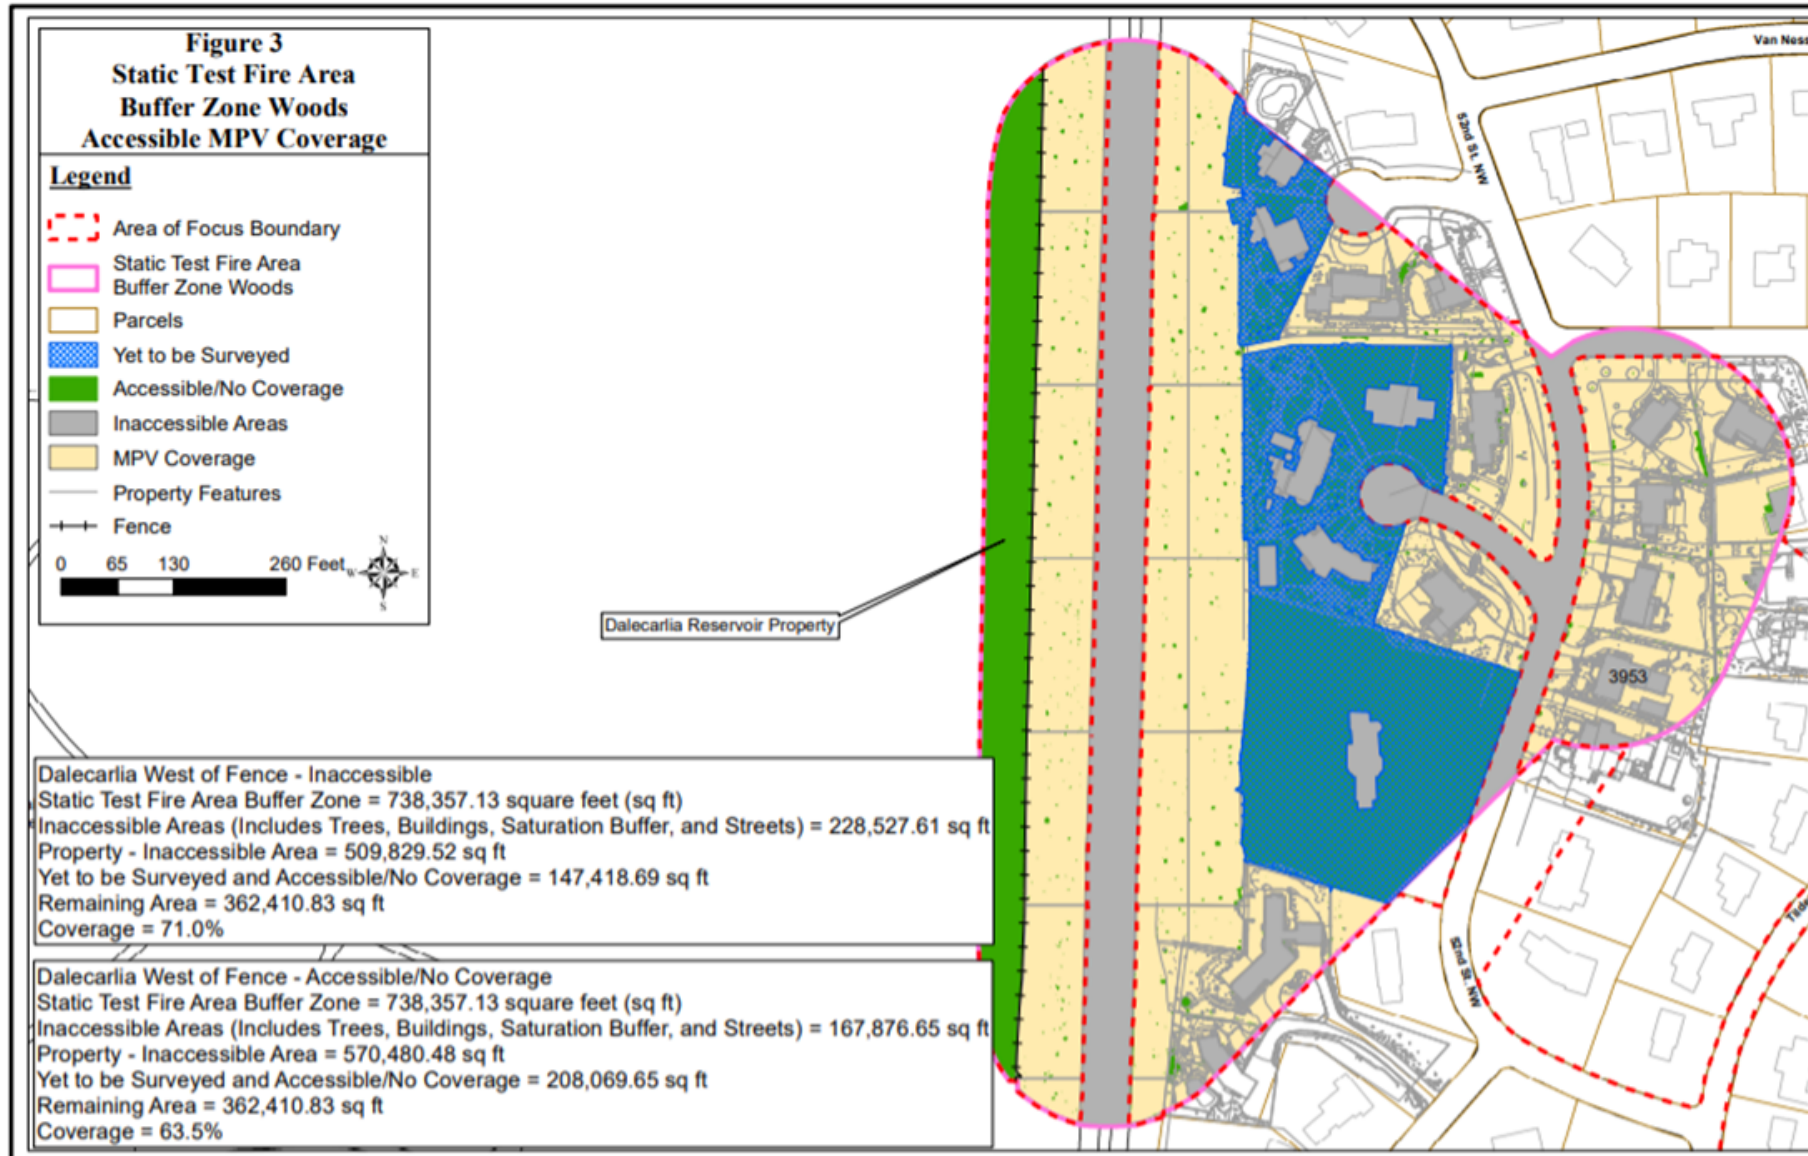 Figure 3
Static Test Fire Area
Buffer Zone Woods
Accessible MPV Coverage
Legend
Area of Focus Boundary
Static Test Fire Area
Buffer Zone Woods
Parcels
Yet to be Surveyed
Accessible/No Coverage
Inaccessible Areas
MPV Coverage
Property Features
Fence
0 65 130 260 Feet
N
W E
S
Van Ness
52nd St. NW
Dalecarlia Reservoir Property
3953
Dalecarlia West of Fence - Inaccessible
Static Test Fire Area Buffer Zone = 738,357.13 square feet (sq ft)
Inaccessible Areas (Includes Trees, Buildings, Saturation Buffer, and Streets) = 228,527.61 sq ft
Property - Inaccessible Area = 509,829.52 sq ft
Yet to be Surveyed and Accessible/No Coverage = 147,418.69 sq ft
Remaining Area = 362,410.83 sq ft
Coverage = 71.0%
Dalecarlia West of Fence - Accessible/No Coverage
Static Test Fire Area Buffer Zone = 738,357.13 square feet (sq ft)
Inaccessible Areas (Includes Trees, Buildings, Saturation Buffer, and Streets) = 167,876.65 sq ft
Property - Inaccessible Area = 570,480.48 sq ft
Yet to be Surveyed and Accessible/No Coverage = 208,069.65 sq ft
Remaining Area = 362,410.83 sq ft
Coverage = 63.5%
52nd St. NW